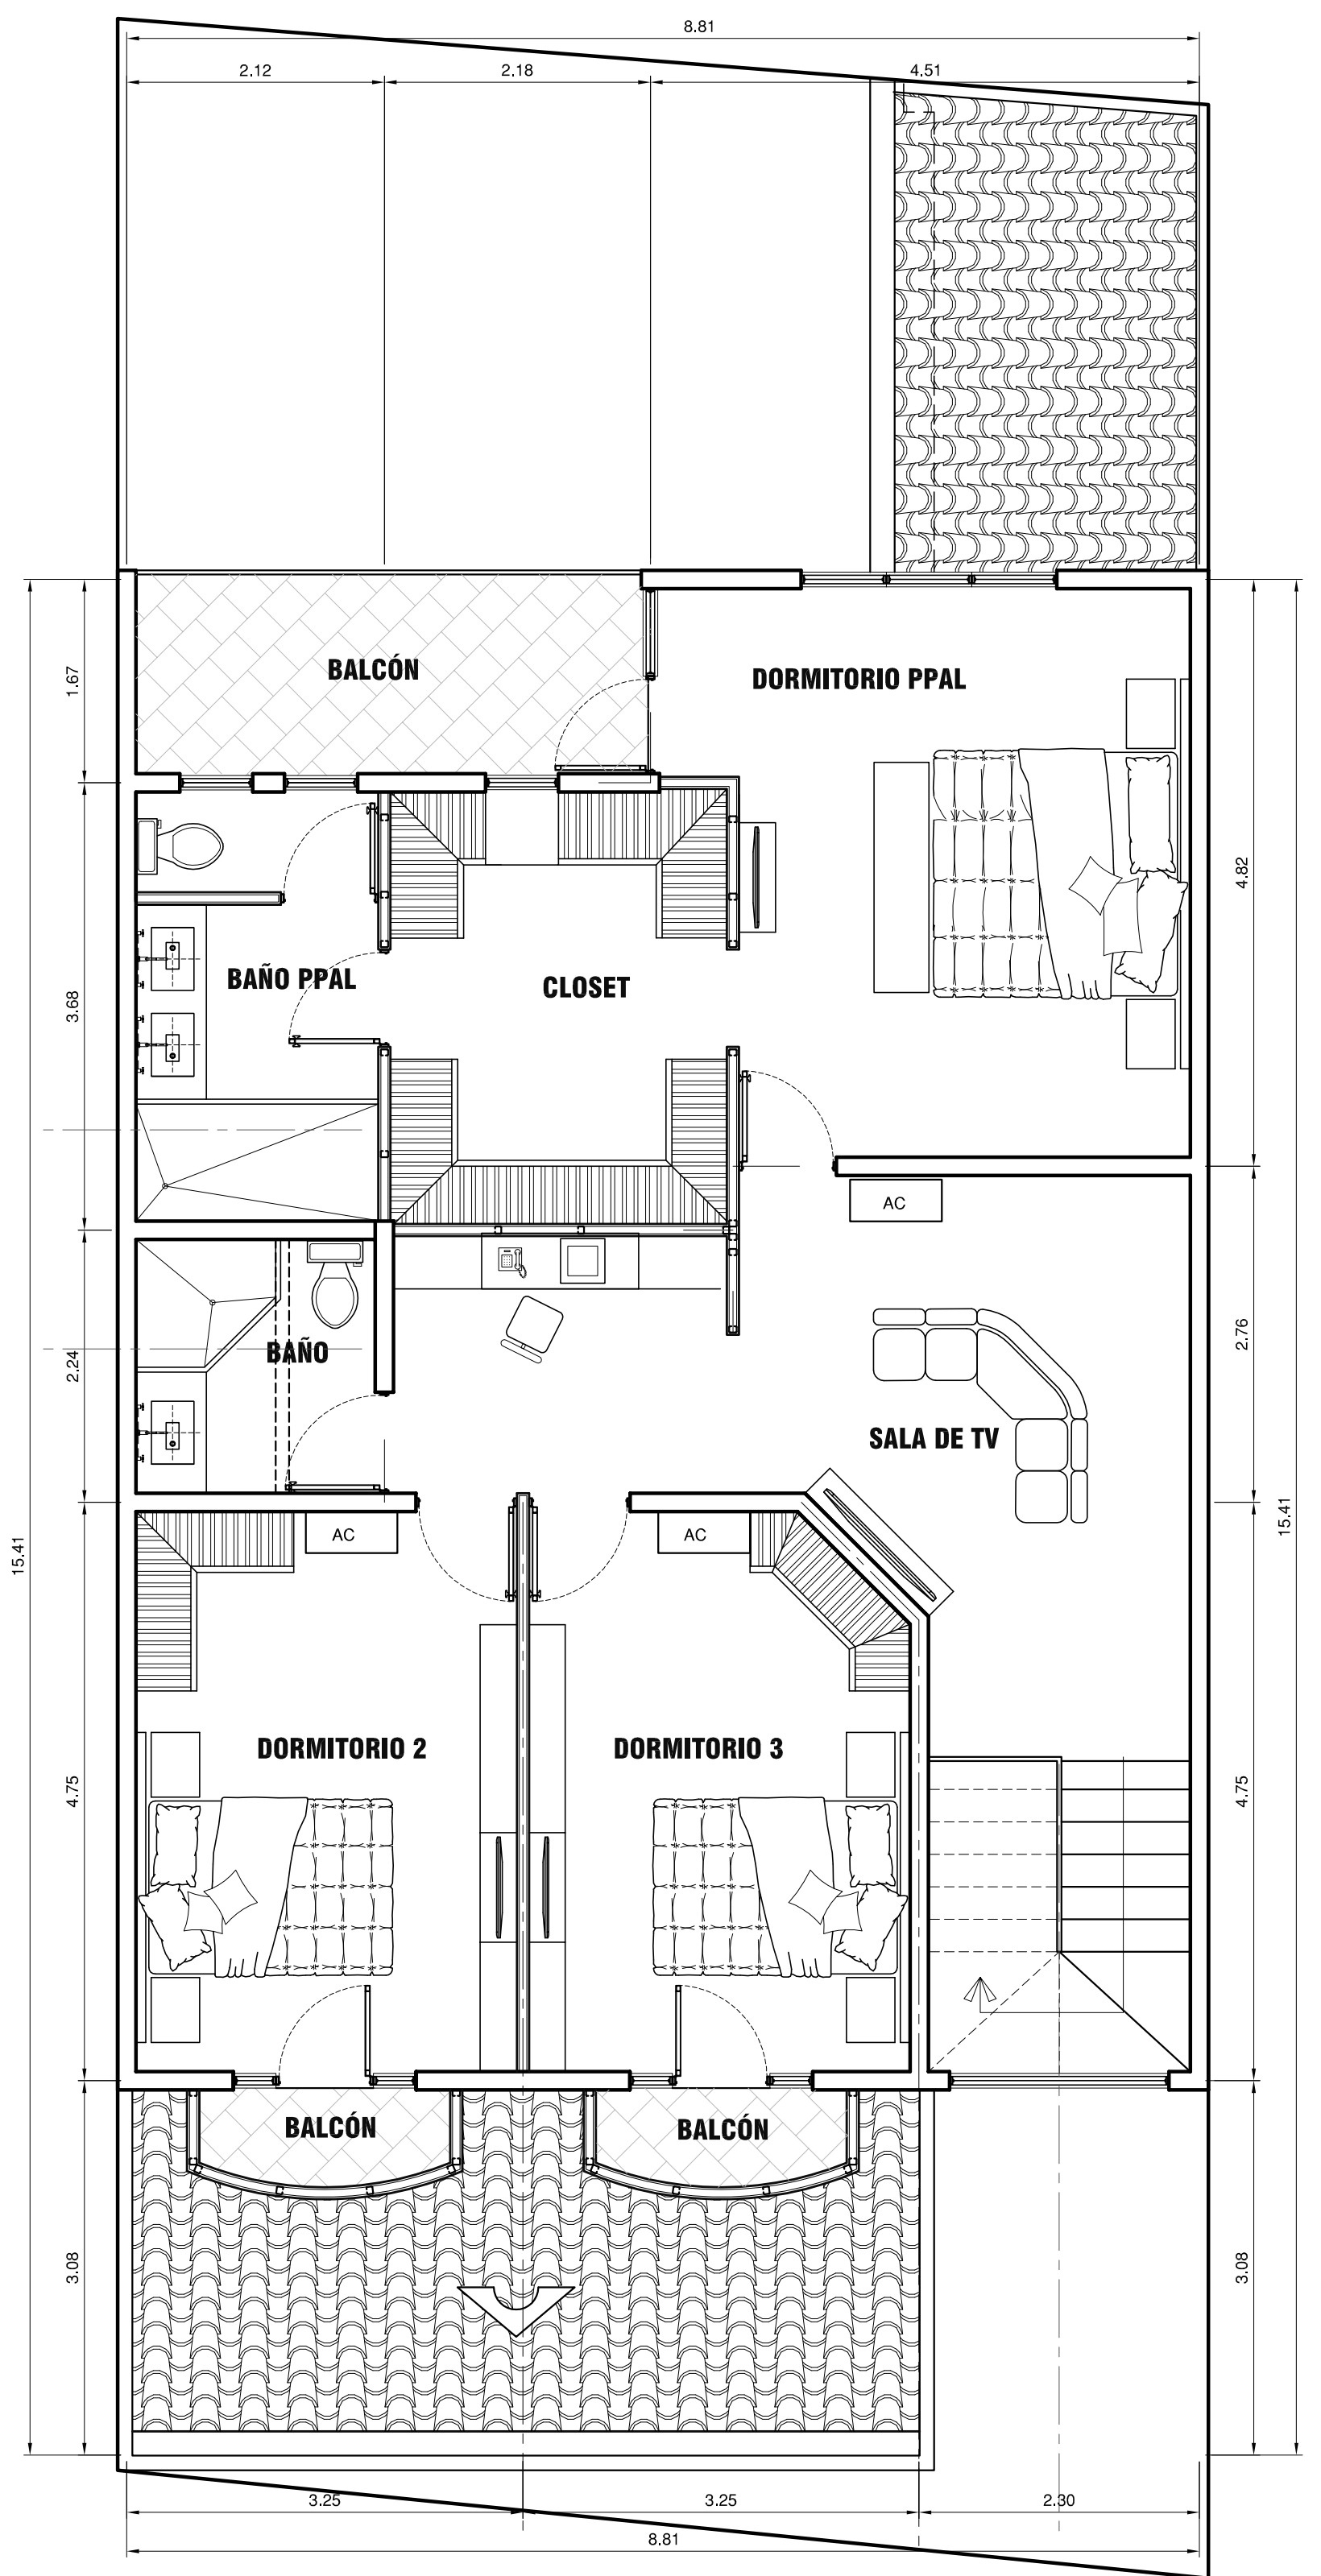 8.81
2.12
2.18
4.51
BALCÓN
DORMITORIO PPAL
1.67
4.82
BAÑO PPAL
CLOSET
3.68
AC
BAÑO
2.24
2.76
SALA DE TV
15.41
15.41
AC
AC
DORMITORIO 2
DORMITORIO 3
4.75
4.75
BALCÓN
BALCÓN
3.08
3.08
3.25
3.25
2.30
8.81